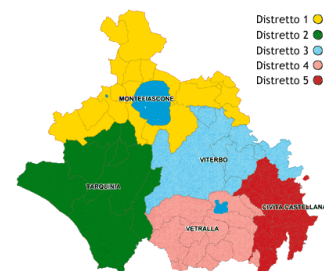 Distretto 1
Distretto 2
Distretto 3
Distretto 4
Distretto 5
MONTEFIASCONE
VITERBO
TARQUINIA
CIVITA CASTELLANA
VETRALLA